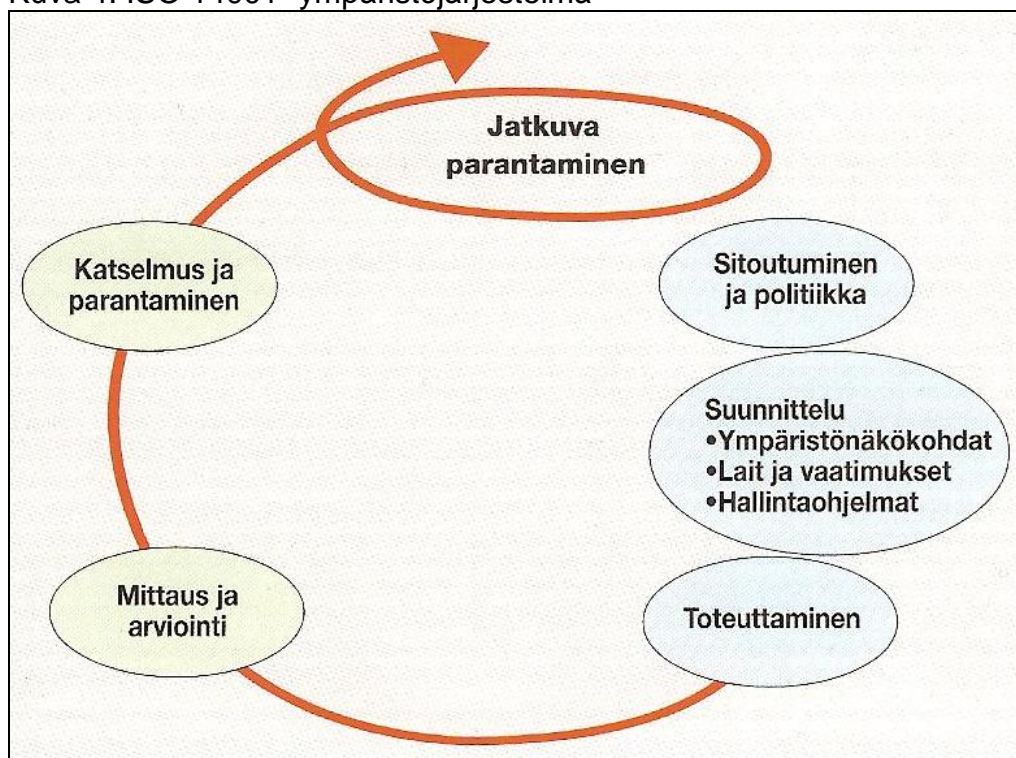 Jatkuva
parantaminen
Katselmus ja
parantaminen
Sitoutuminen
ja politiikka
Suunnittelu
•Ympäristönäkökohdat
•Lait ja vaatimukset
•Hallintaohjelmat
Mittaus ja
arviointi
Toteuttaminen